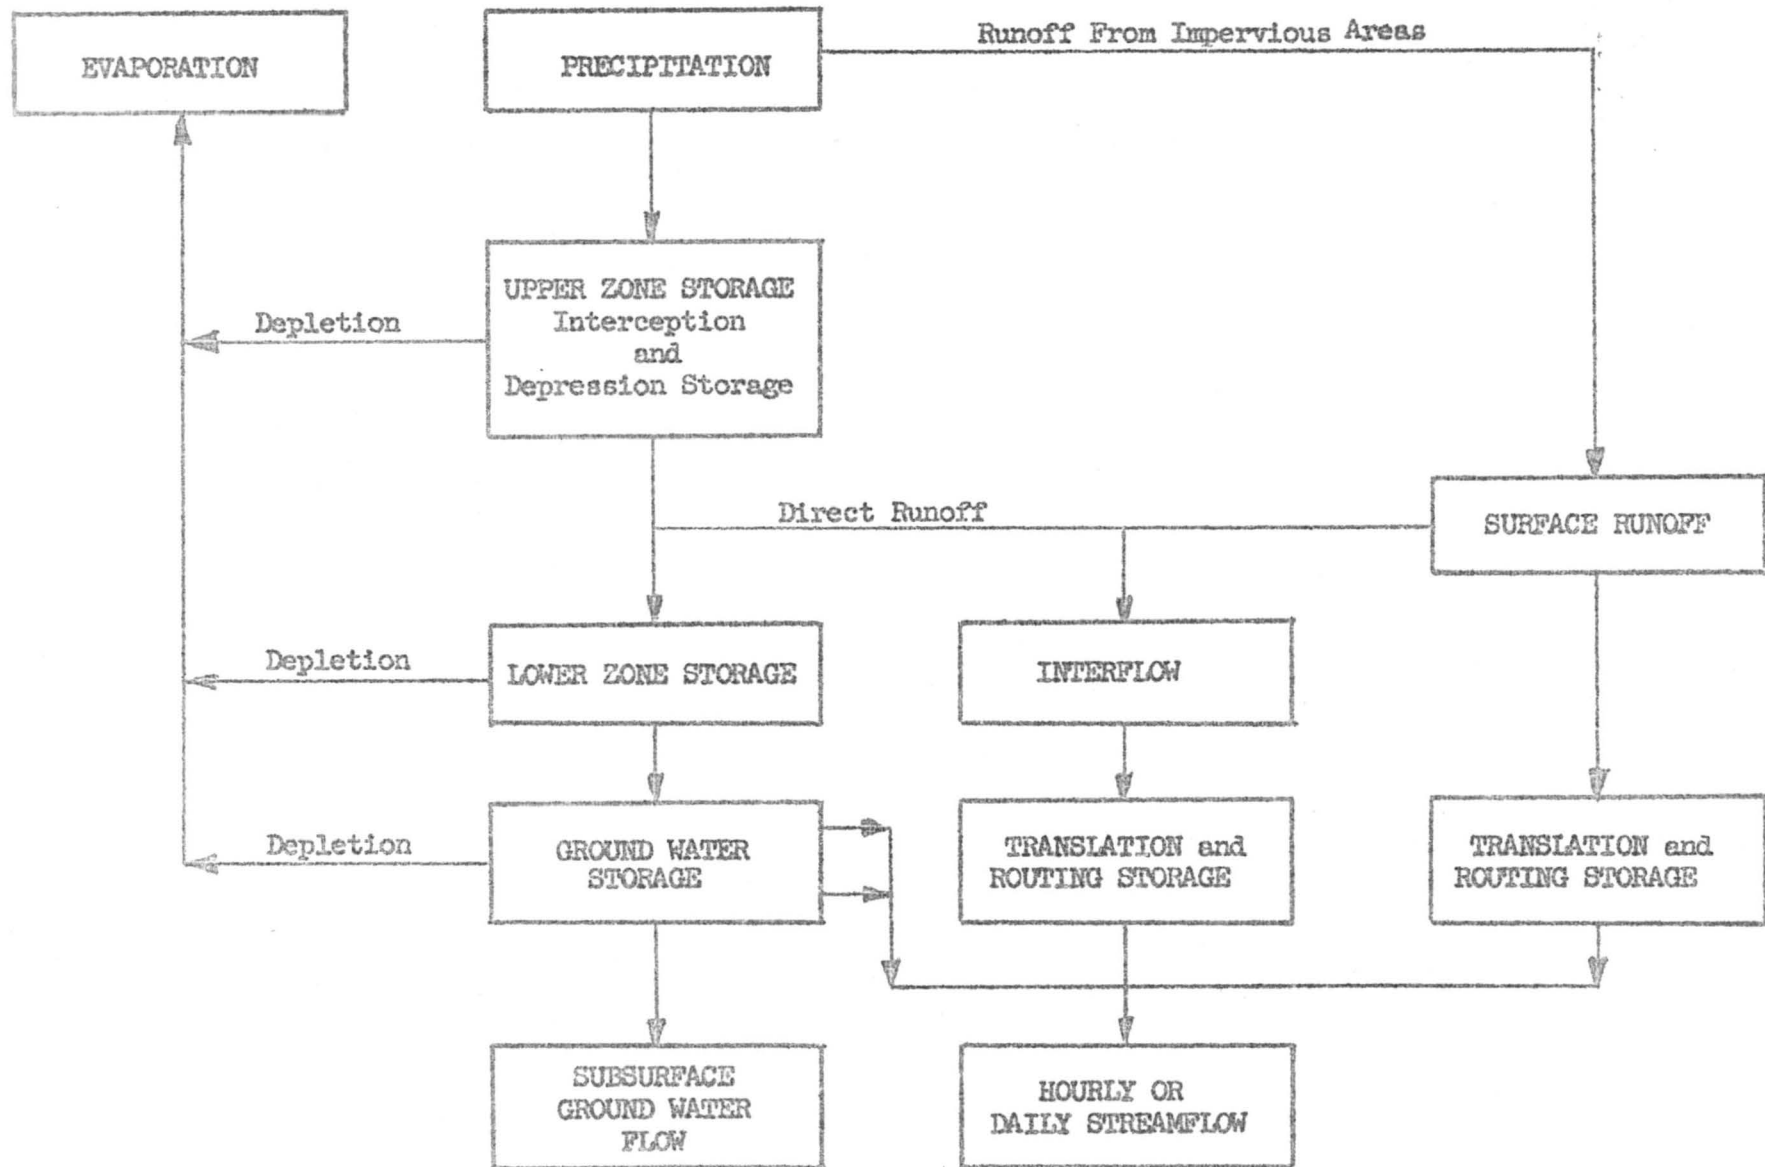 Runoff From Impervious Areas
EVAPORATION
PRECIPITATION
UPPER ZONE STORAGE
Interception
and
Depression Storage
Depletion
Direct Runoff
SURFACE RUNOFF
Depletion
LOWER ZONE STORAGE
INTERFLOW
Depletion
GROUND WATER
STORAGE
TRANSLATION and
ROUTING STORAGE
TRANSLATION and
ROUTING STORAGE
SUBSURFACE
GROUND WATER
FLOW
HOURLY OR
DAILY STREAMFLOW